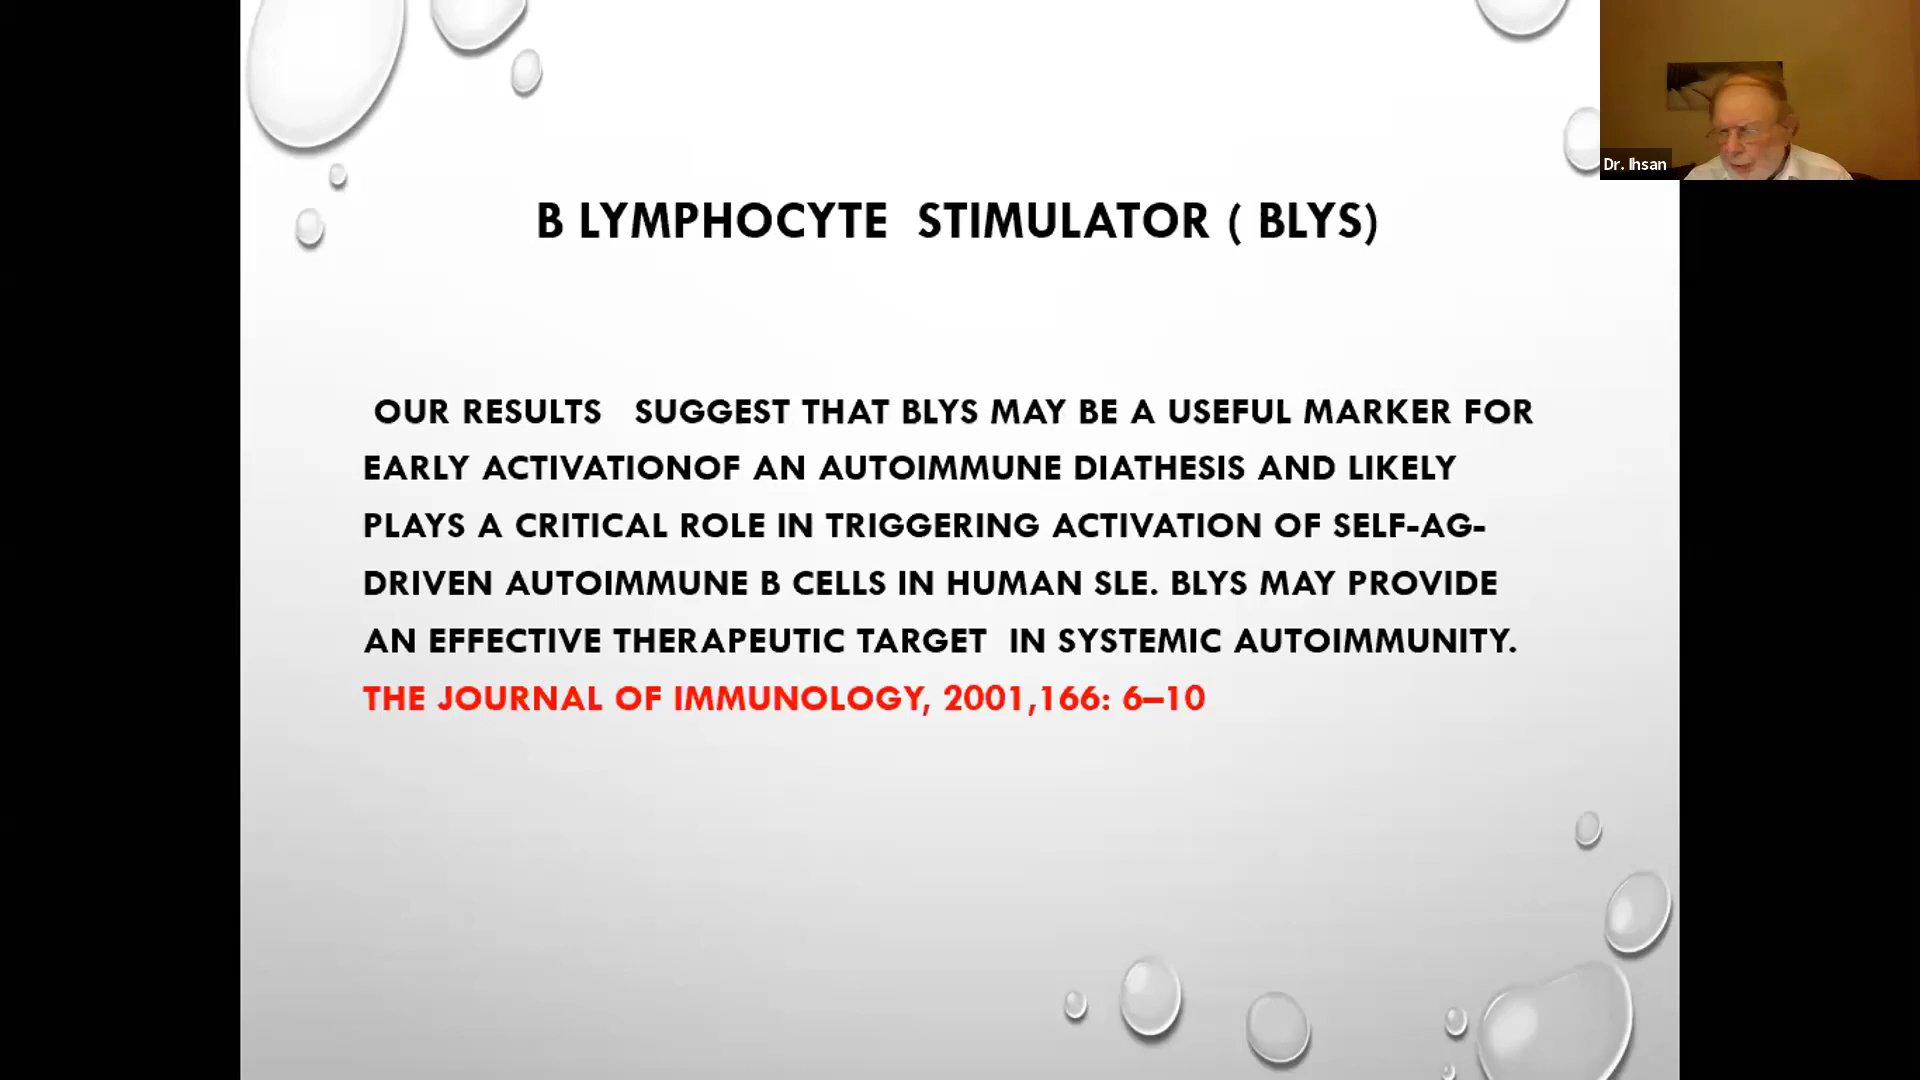 Dr. Ihsan
B LYMPHOCYTE STIMULATOR ( BLYS)
OUR RESULTS SUGGEST THAT BLYS MAY BE A USEFUL MARKER FOR
EARLY ACTIVATIONOF AN AUTOIMMUNE DIATHESIS AND LIKELY
PLAYS A CRITICAL ROLE IN TRIGGERING ACTIVATION OF SELF-AG-
DRIVEN AUTOIMMUNE B CELLS IN HUMAN SLE. BLYS MAY PROVIDE
AN EFFECTIVE THERAPEUTIC TARGET IN SYSTEMIC AUTOIMMUNITY.
THE JOURNAL OF IMMUNOLOGY, 2001,166: 6–10